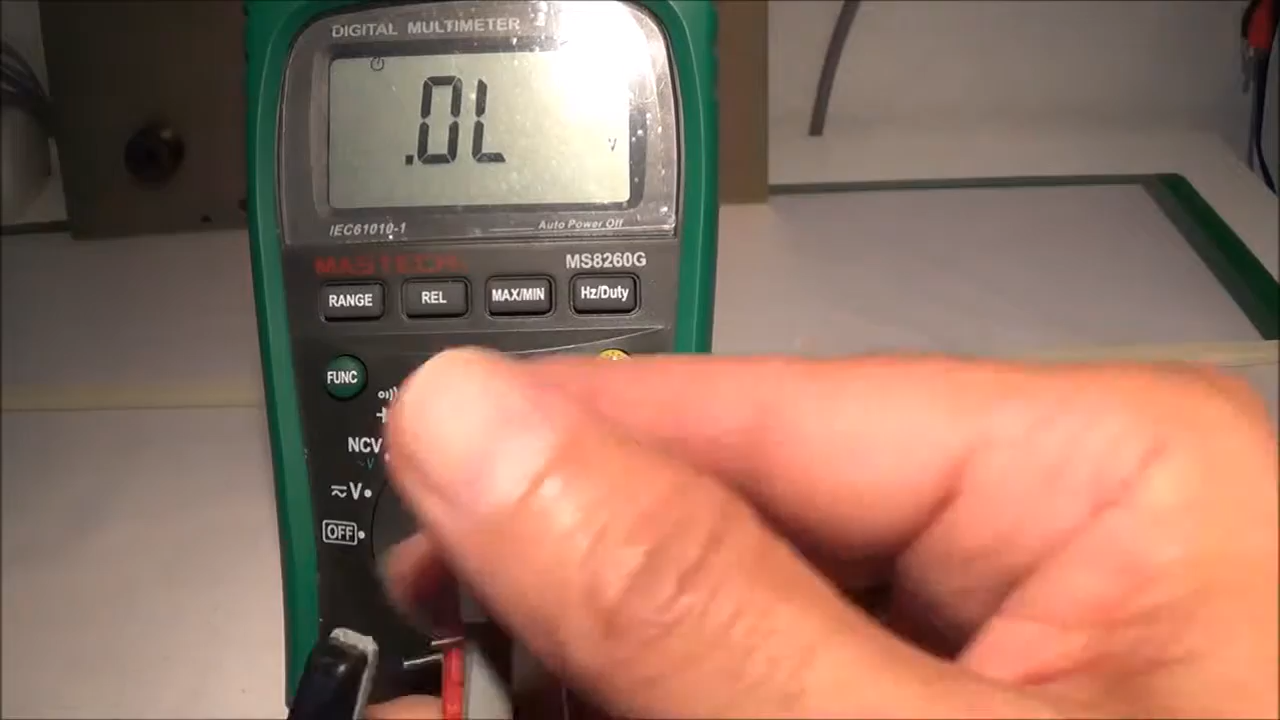 DIGITAL MULTIMETER
.0L
V
IEC61010-1
Auto Power Off
MASTECH
MS8260G
RANGE
REL
MAX/MIN
Hz/Duty
FUNC
NCV
~V
≂V
OFF